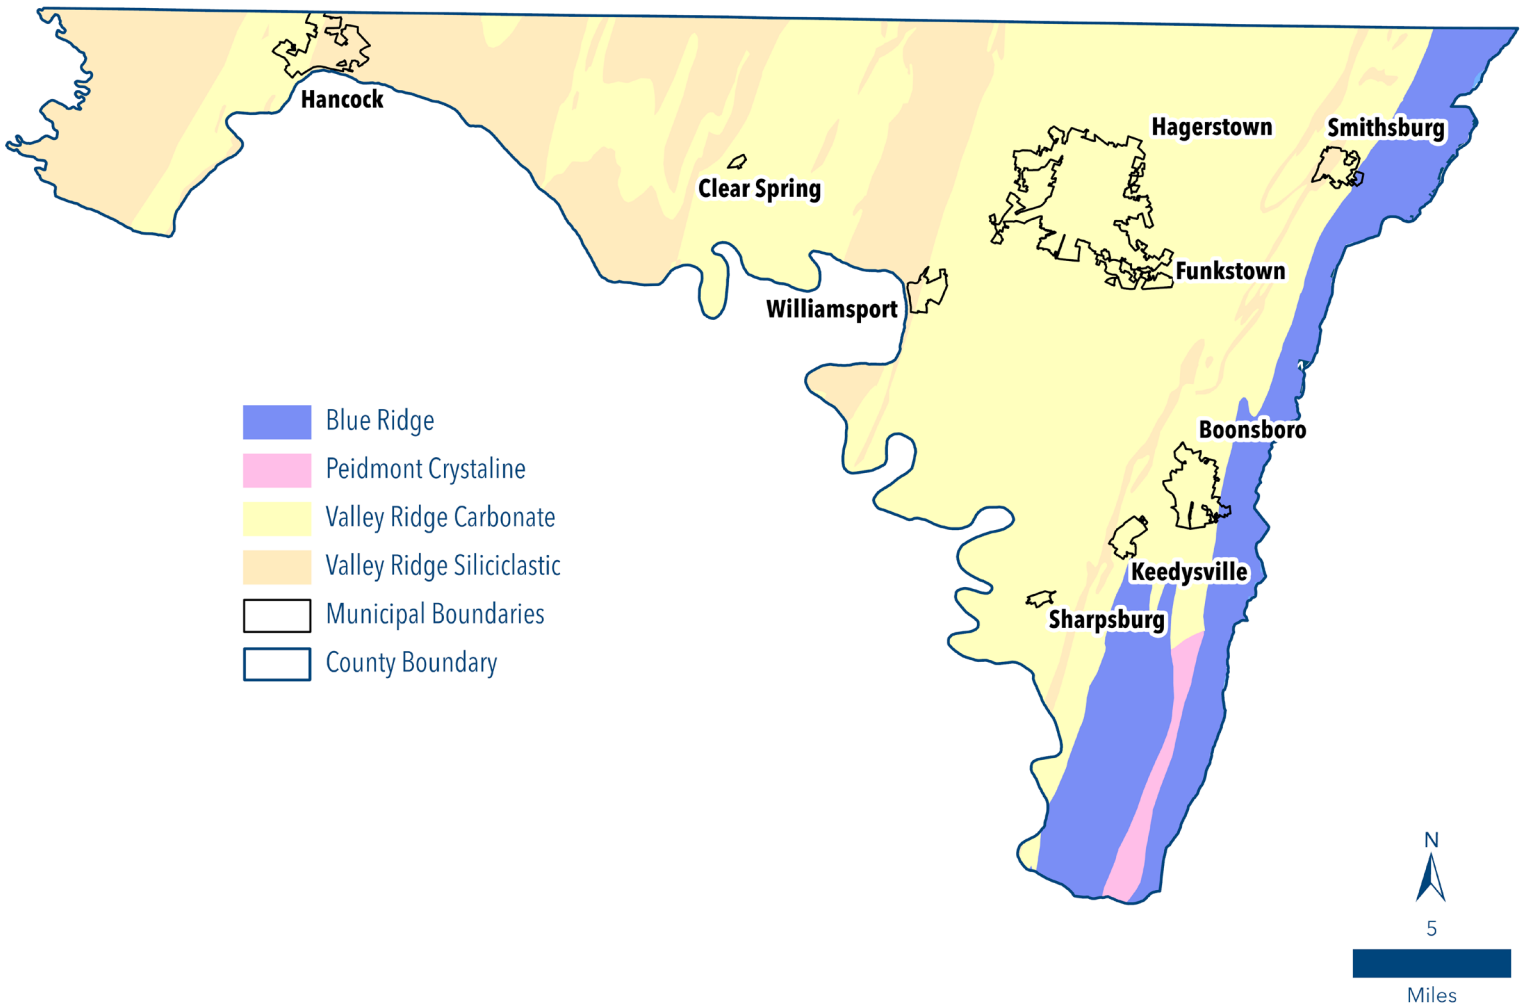 Hancock
Hagerstown
Smithsburg
Clear Spring
Funkstown
Williamsport
Blue Ridge
Peidmont Crystaline
Valley Ridge Carbonate
Valley Ridge Siliciclastic
Municipal Boundaries
County Boundary
Boonsboro
Keedysville
Sharpsburg
N
5
Miles